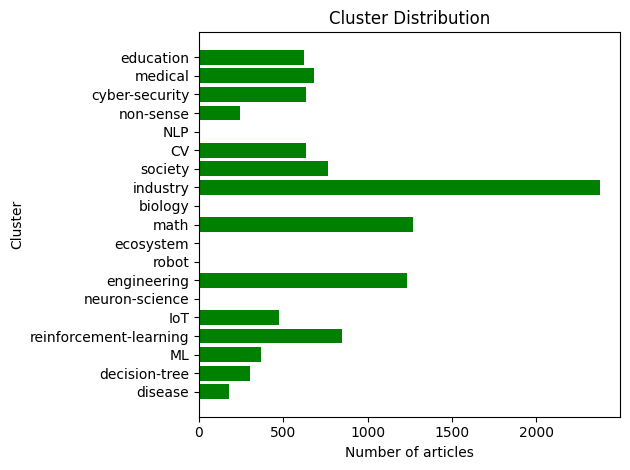 Cluster Distribution
education
medical
cyber-security
non-sense
NLP
CV
society
industry
biology
math
ecosystem
robot
engineering
neuron-science
IoT
reinforcement-learning
ML
decision-tree
disease
Cluster
0 500 1000 1500 2000
Number of articles